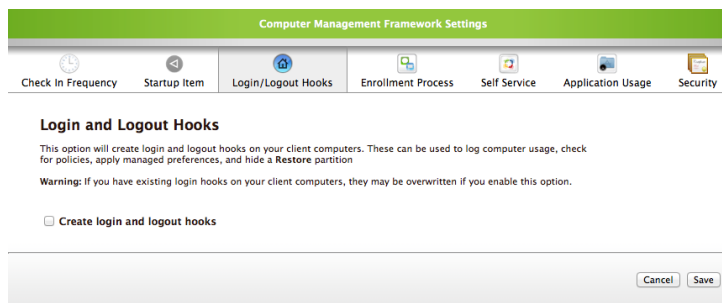 Computer Management Framework Settings
Check In Frequency Startup Item Login/Logout Hooks Enrollment Process Self Service Application Usage Security
Login and Logout Hooks
This option will create login and logout hooks on your client computers. These can be used to log computer usage, check
for policies, apply managed preferences, and hide a Restore partition
Warning: If you have existing login hooks on your client computers, they may be overwritten if you enable this option.
Create login and logout hooks
Cancel Save